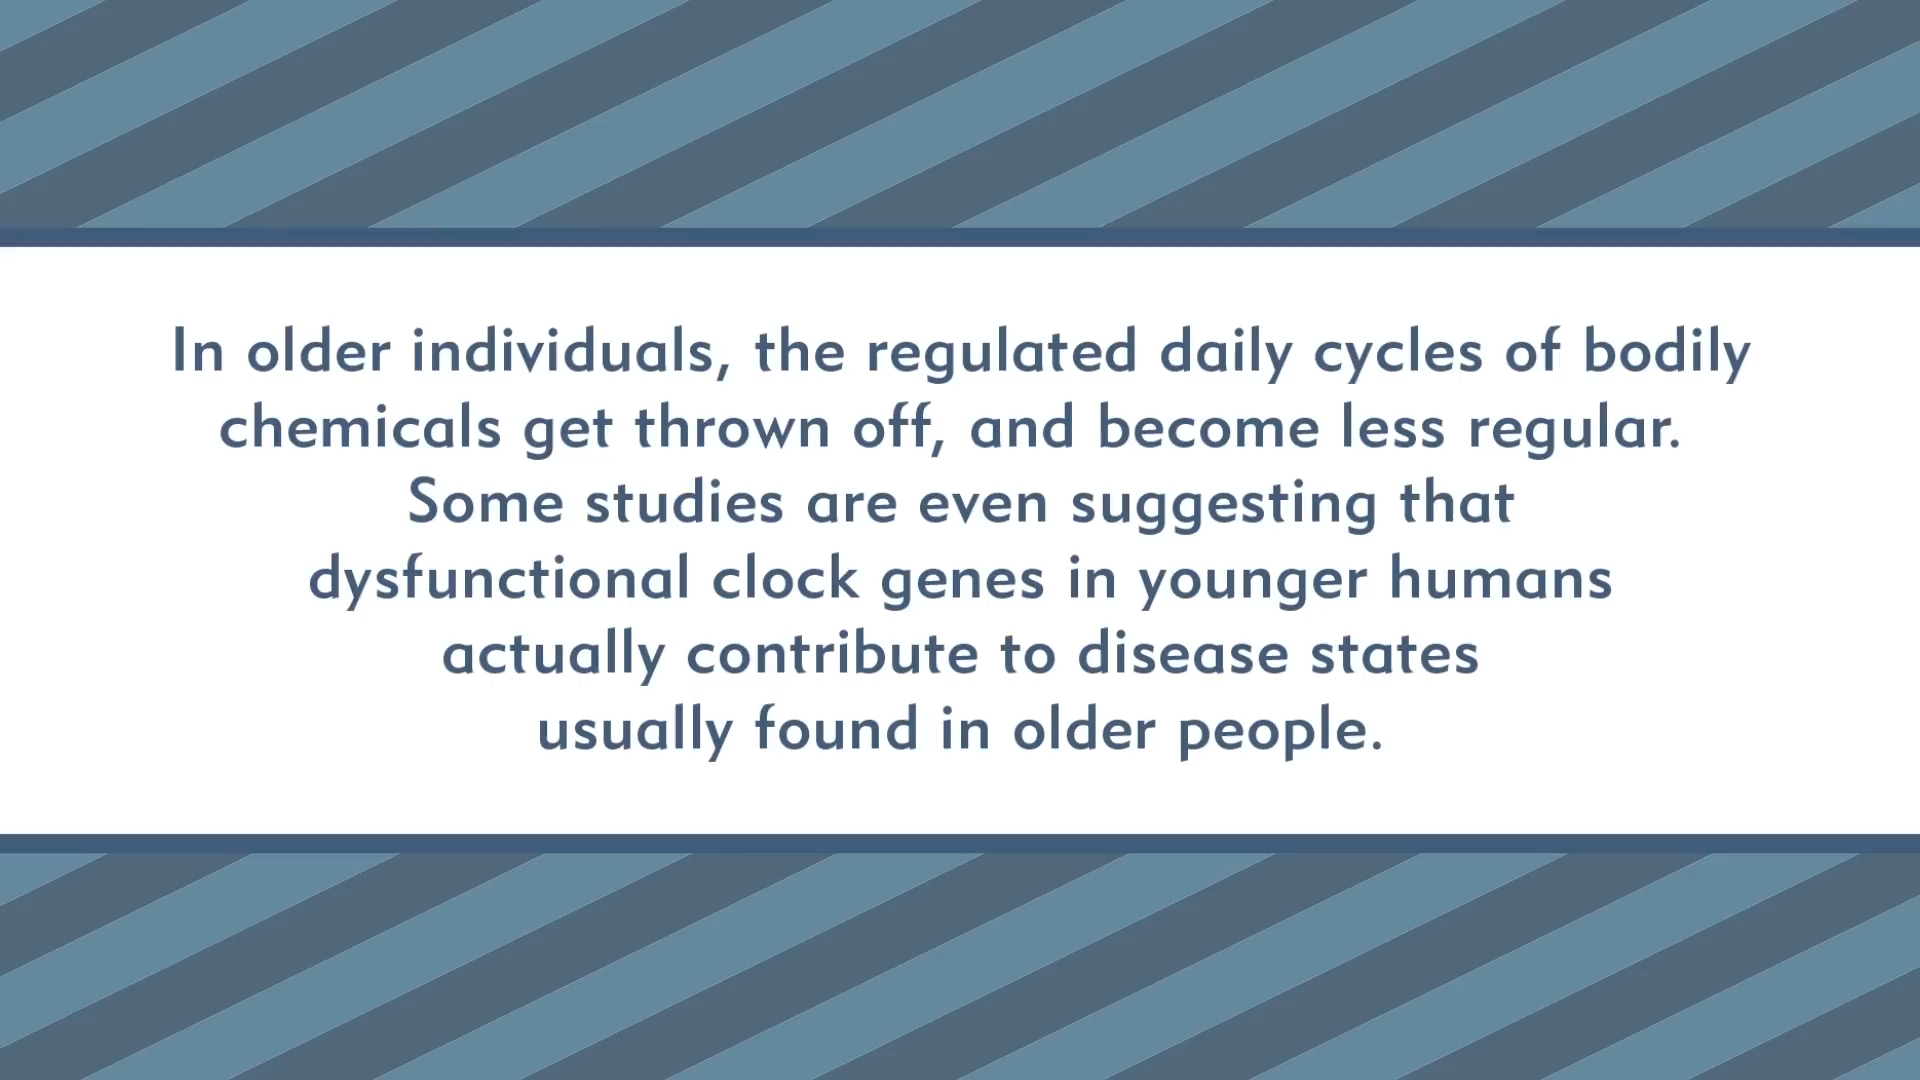 In older individuals, the regulated daily cycles of bodily
chemicals get thrown off, and become less regular.
Some studies are even suggesting that
dysfunctional clock genes in younger humans
actually contribute to disease states
usually found in older people.